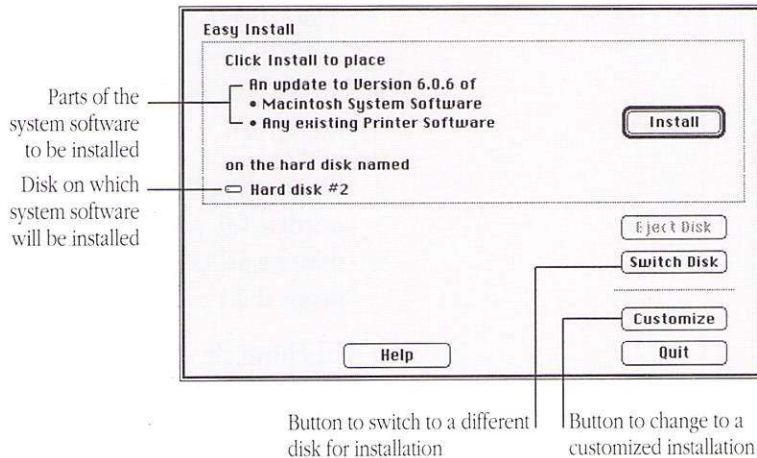 Easy Install
Click Install to place
An update to Version 6.0.6 of
• Macintosh System Software
• Any existing Printer Software
Install
on the hard disk named
Hard disk #2
Eject Disk
Switch Disk
Customize
Help
Quit
Parts of the
system software
to be installed
Disk on which
system software
will be installed
Button to switch to a different
disk for installation
Button to change to a
customized installation